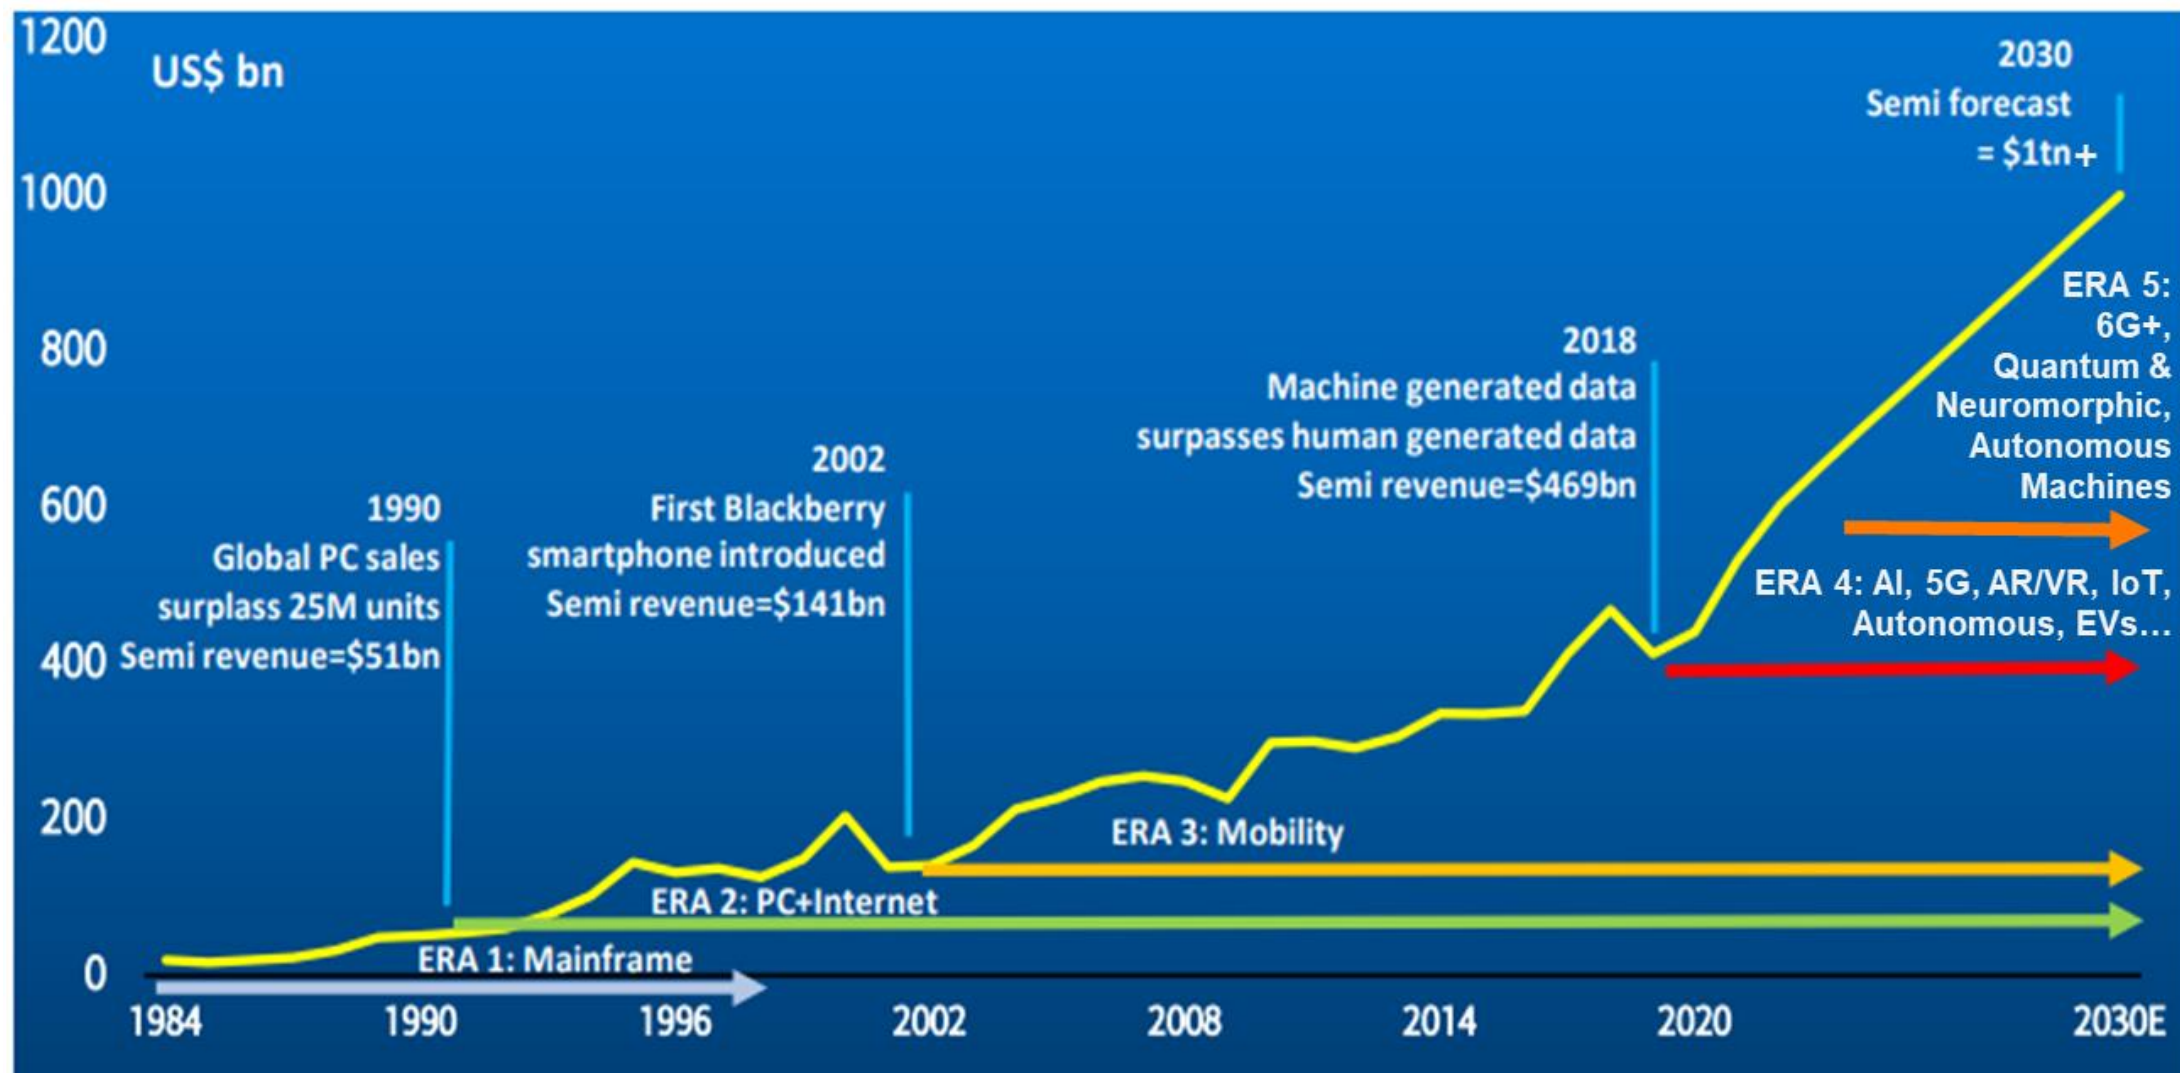 1200
US$ bn
1000
800
600
400
200
0
1990
Global PC sales
surplass 25M units
Semi revenue=$51bn
2002
First Blackberry
smartphone introduced
Semi revenue=$141bn
2018
Machine generated data
surpasses human generated data
Semi revenue=$469bn
2030
Semi forecast
= $1tn+
ERA 5:
6G+,
Quantum &
Neuromorphic,
Autonomous
Machines
ERA 4: AI, 5G, AR/VR, IoT,
Autonomous, EVs...
ERA 3: Mobility
ERA 2: PC+Internet
ERA 1: Mainframe
1984 1990 1996 2002 2008 2014 2020 2030E